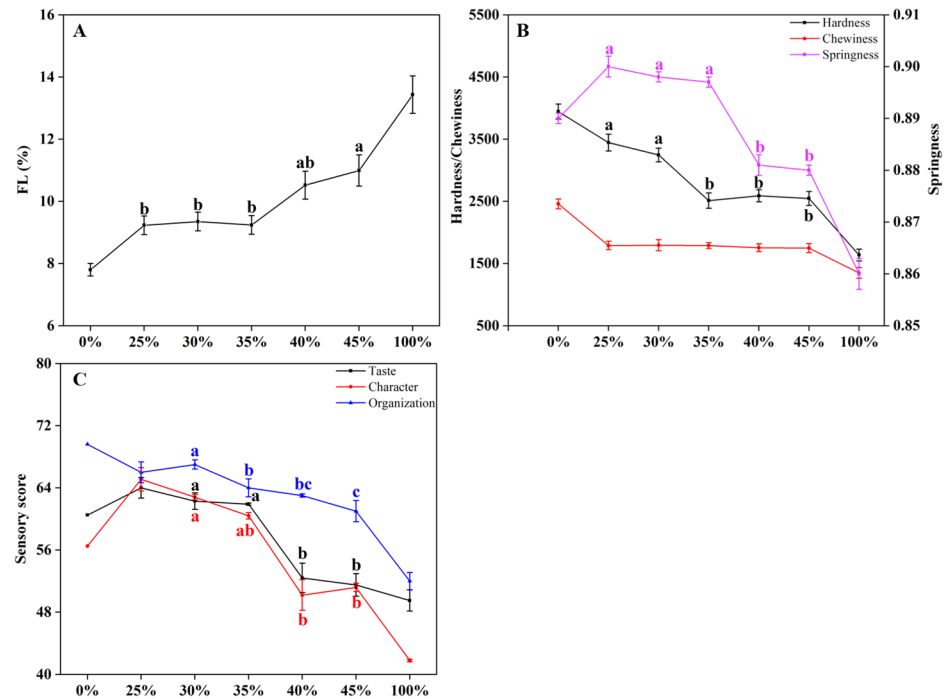 A
FL (%)
16
14
12
10
8
6
b
b
b
ab
a
0%
25%
30%
35%
40%
45%
100%
B
Hardness
Chewiness
Springness
Hardness/Chewiness
5500
4500
3500
2500
1500
500
a
a
a
b
b
a
a
b
b
b
0.91
0.90
0.89
0.88
0.87
0.86
0.85
Springness
0%
25%
30%
35%
40%
45%
100%
C
Taste
Character
Organization
Sensory score
80
72
64
56
48
40
a
b
bc
c
a
a
b
b
a
ab
b
b
0%
25%
30%
35%
40%
45%
100%